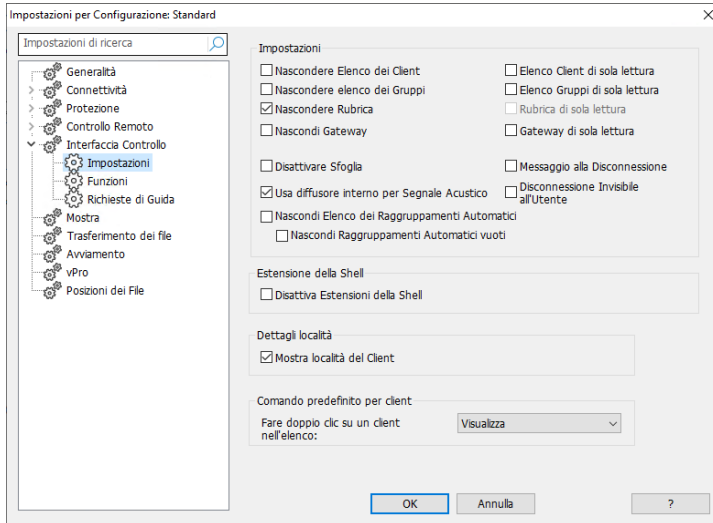 Impostazioni per Configurazione: Standard
Impostazioni di ricerca
Generalità
Connettività
Protezione
Controllo Remoto
Interfaccia Controllo
Impostazioni
Funzioni
Richieste di Guida
Mostra
Trasferimento dei file
Avviamento
vPro
Posizioni dei File
Impostazioni
Nascondere Elenco dei Client
Elenco Client di sola lettura
Nascondere elenco dei Gruppi
Elenco Gruppi di sola lettura
Nascondere Rubrica
Rubrica di sola lettura
Nascondi Gateway
Gateway di sola lettura
Disattivare Sfoglia
Messaggio alla Disconnessione
Usa diffusore interno per Segnale Acustico
Disconnessione Invisibile
all'Utente
Nascondi Elenco dei Raggruppamenti Automatici
Nascondi Raggruppamenti Automatici vuoti
Estensione della Shell
Disattiva Estensioni della Shell
Dettagli località
Mostra località del Client
Comando predefinito per client
Fare doppio clic su un client
nell'elenco:
Visualizza
OK
Annulla
?